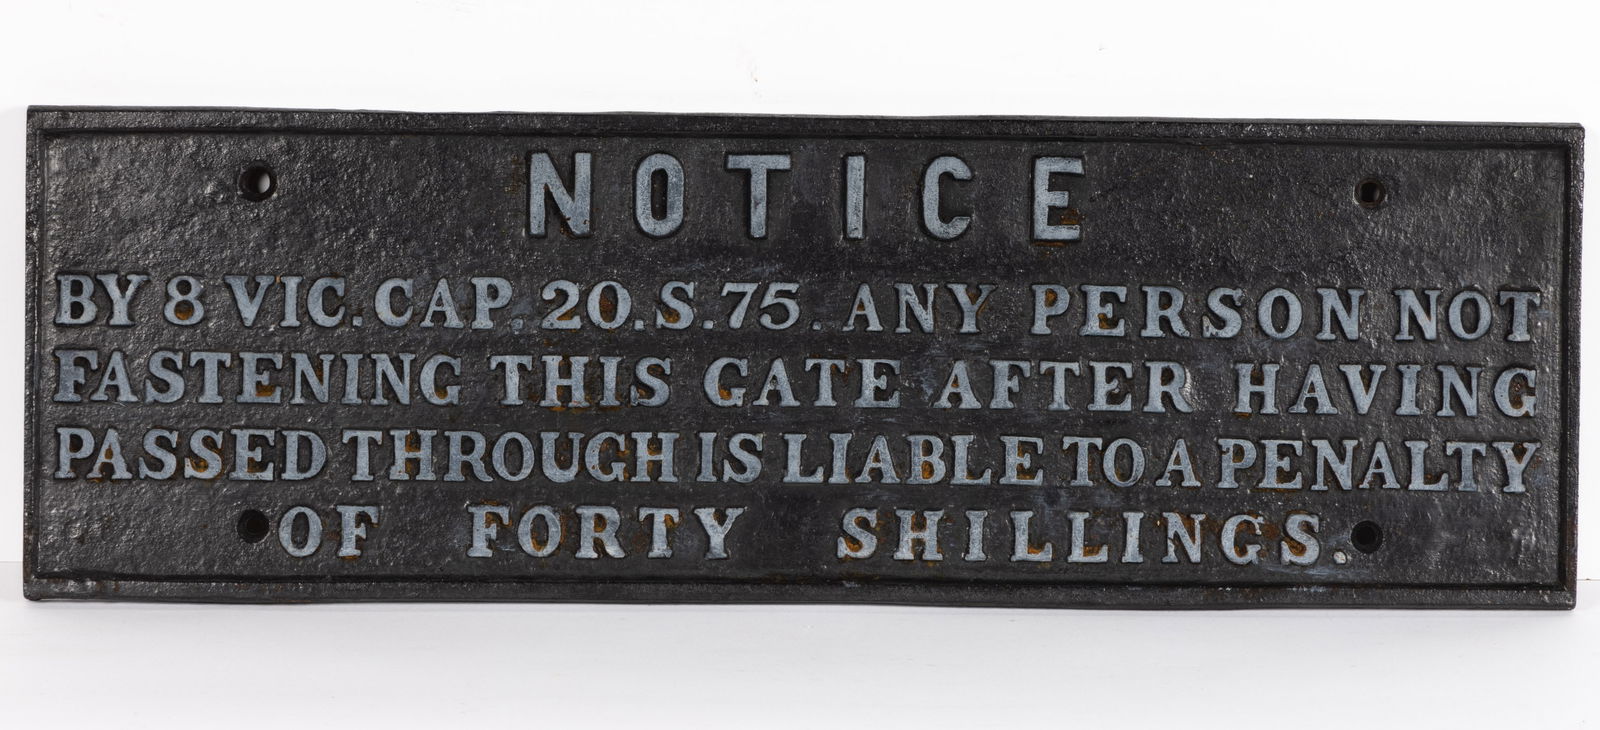 NOTICE
BY 8 VIC. CAP. 20. S. 75. ANY PERSON NOT
FASTENING THIS GATE AFTER HAVING
PASSED THROUGH IS LIABLE TO A PENALTY
OF FORTY SHILLINGS.